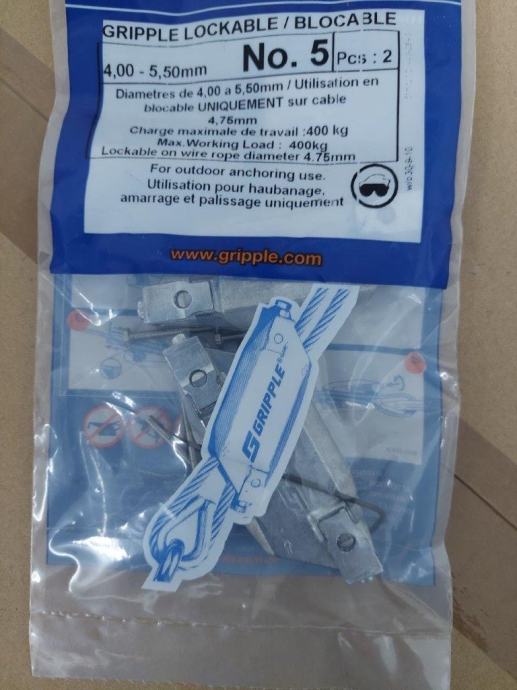 GRIPPLE LOCKABLE / BLOCABLE
4,00 - 5,50mm No. 5 Pcs : 2
Diametres de 4,00 a 5,50mm / Utilisation en
blocable UNIQUEMENT sur cable
4,75mm
Charge maximale de travail :400 kg
Max.Working Load : 400kg
Lockable on wire rope diameter 4.75mm
For outdoor anchoring use.
Utilisation pour haubanage,
amarrage et palissage uniquement
www.gripple.com
GRIPPLE